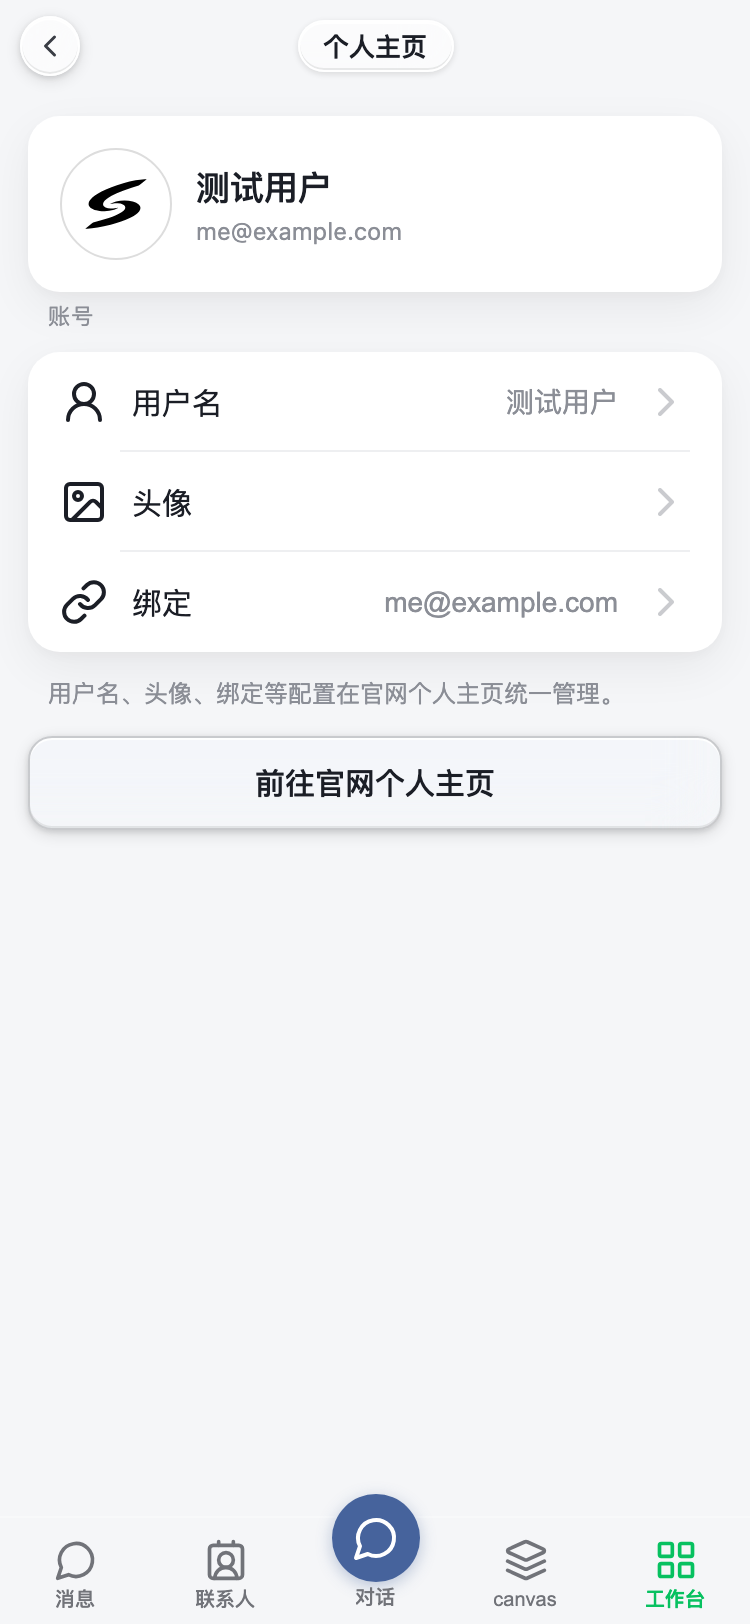 个人主页
测试用户
me@example.com
账号
用户名 测试用户
头像
绑定 me@example.com
用户名、头像、绑定等配置在官网个人主页统一管理。
前往官网个人主页
消息 联系人 对话 canvas 工作台